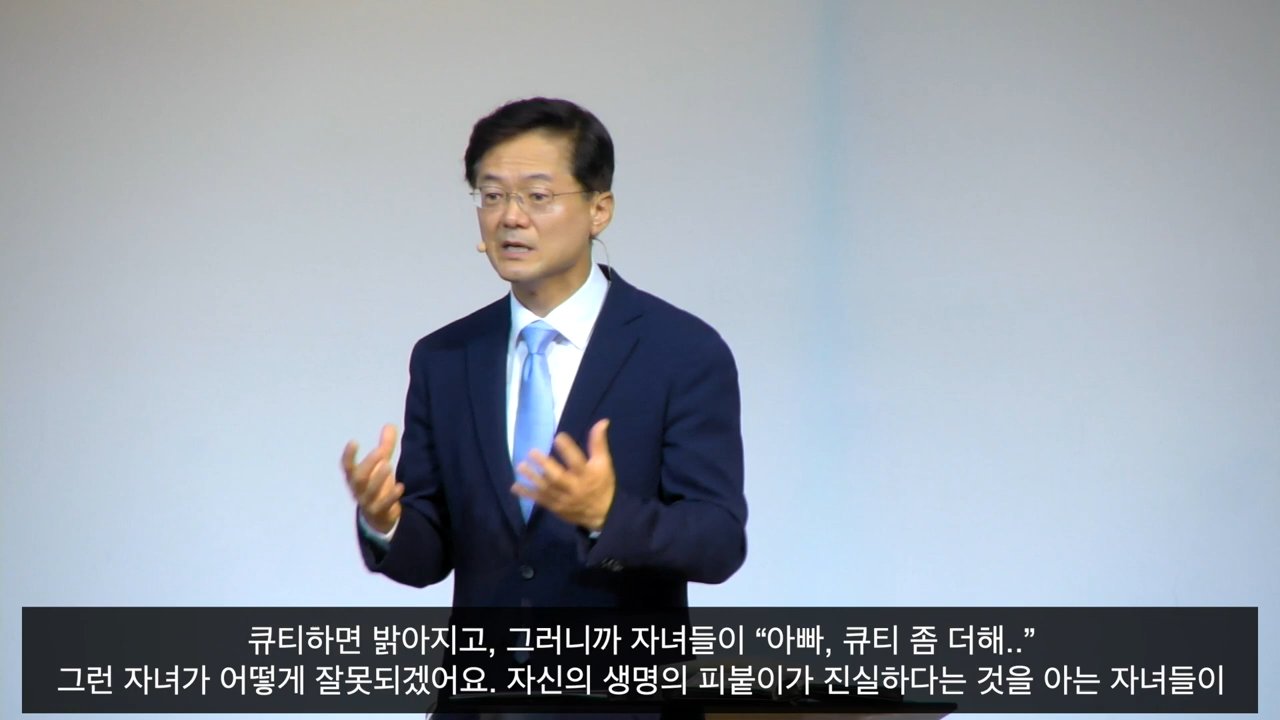 큐티하면 밝아지고, 그러니까 자녀들이 “아빠, 큐티 좀 더해..”
그런 자녀가 어떻게 잘못되겠어요. 자신의 생명의 피붙이가 진실하다는 것을 아는 자녀들이